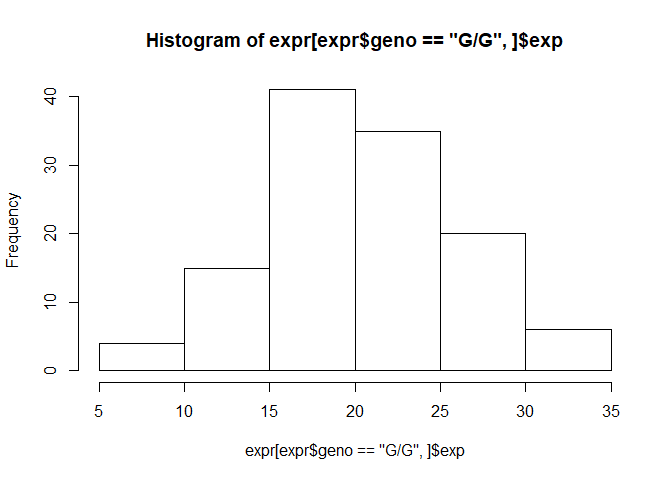 Histogram of expr[expr$geno == "G/G", ]$exp
Frequency
40
30
20
10
0
5 10 15 20 25 30 35
expr[expr$geno == "G/G", ]$exp